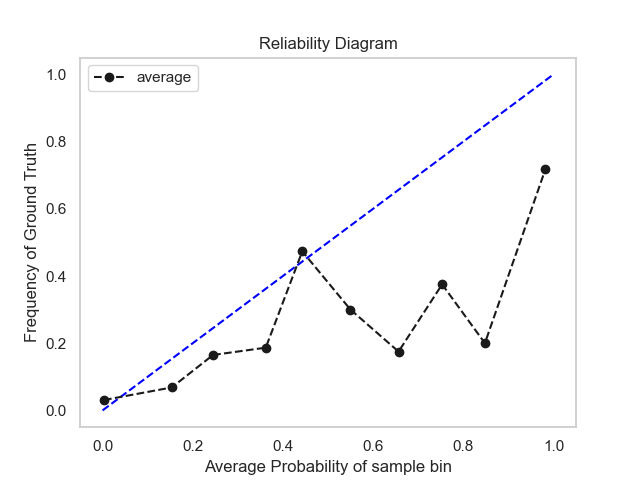 Reliability Diagram
average
Frequency of Ground Truth
1.0
0.8
0.6
0.4
0.2
0.0
0.0 0.2 0.4 0.6 0.8 1.0
Average Probability of sample bin